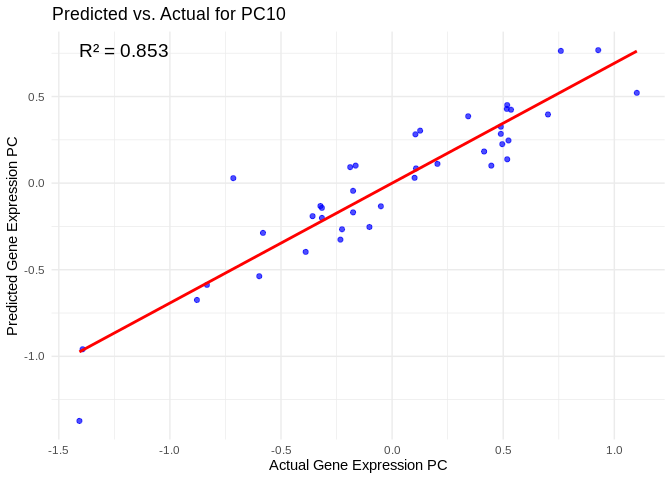 Predicted vs. Actual for PC10
R² = 0.853
Predicted Gene Expression PC
0.5
0.0
-0.5
-1.0
-1.5 -1.0 -0.5 0.0 0.5 1.0
Actual Gene Expression PC